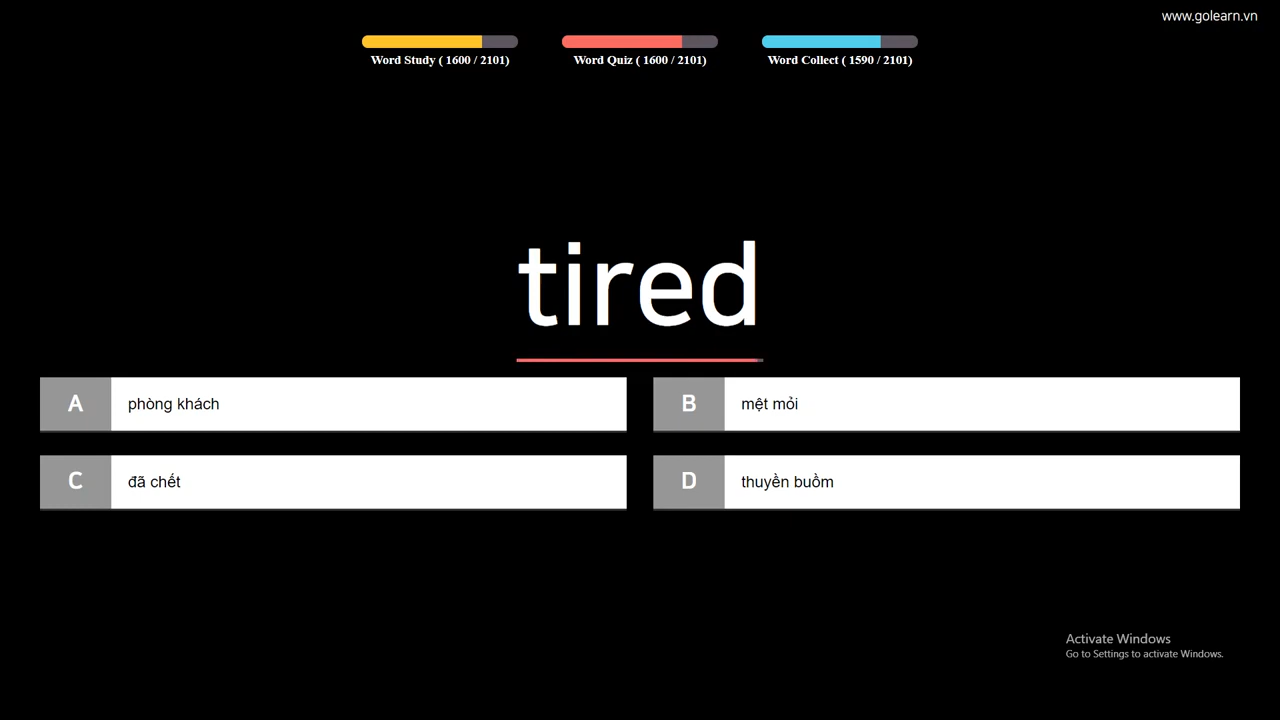 www.golearn.vn
Word Study ( 1600 / 2101)
Word Quiz ( 1600 / 2101)
Word Collect ( 1590 / 2101)
tired
A phòng khách
B mệt mỏi
C đã chết
D thuyền buồm
Activate Windows
Go to Settings to activate Windows.